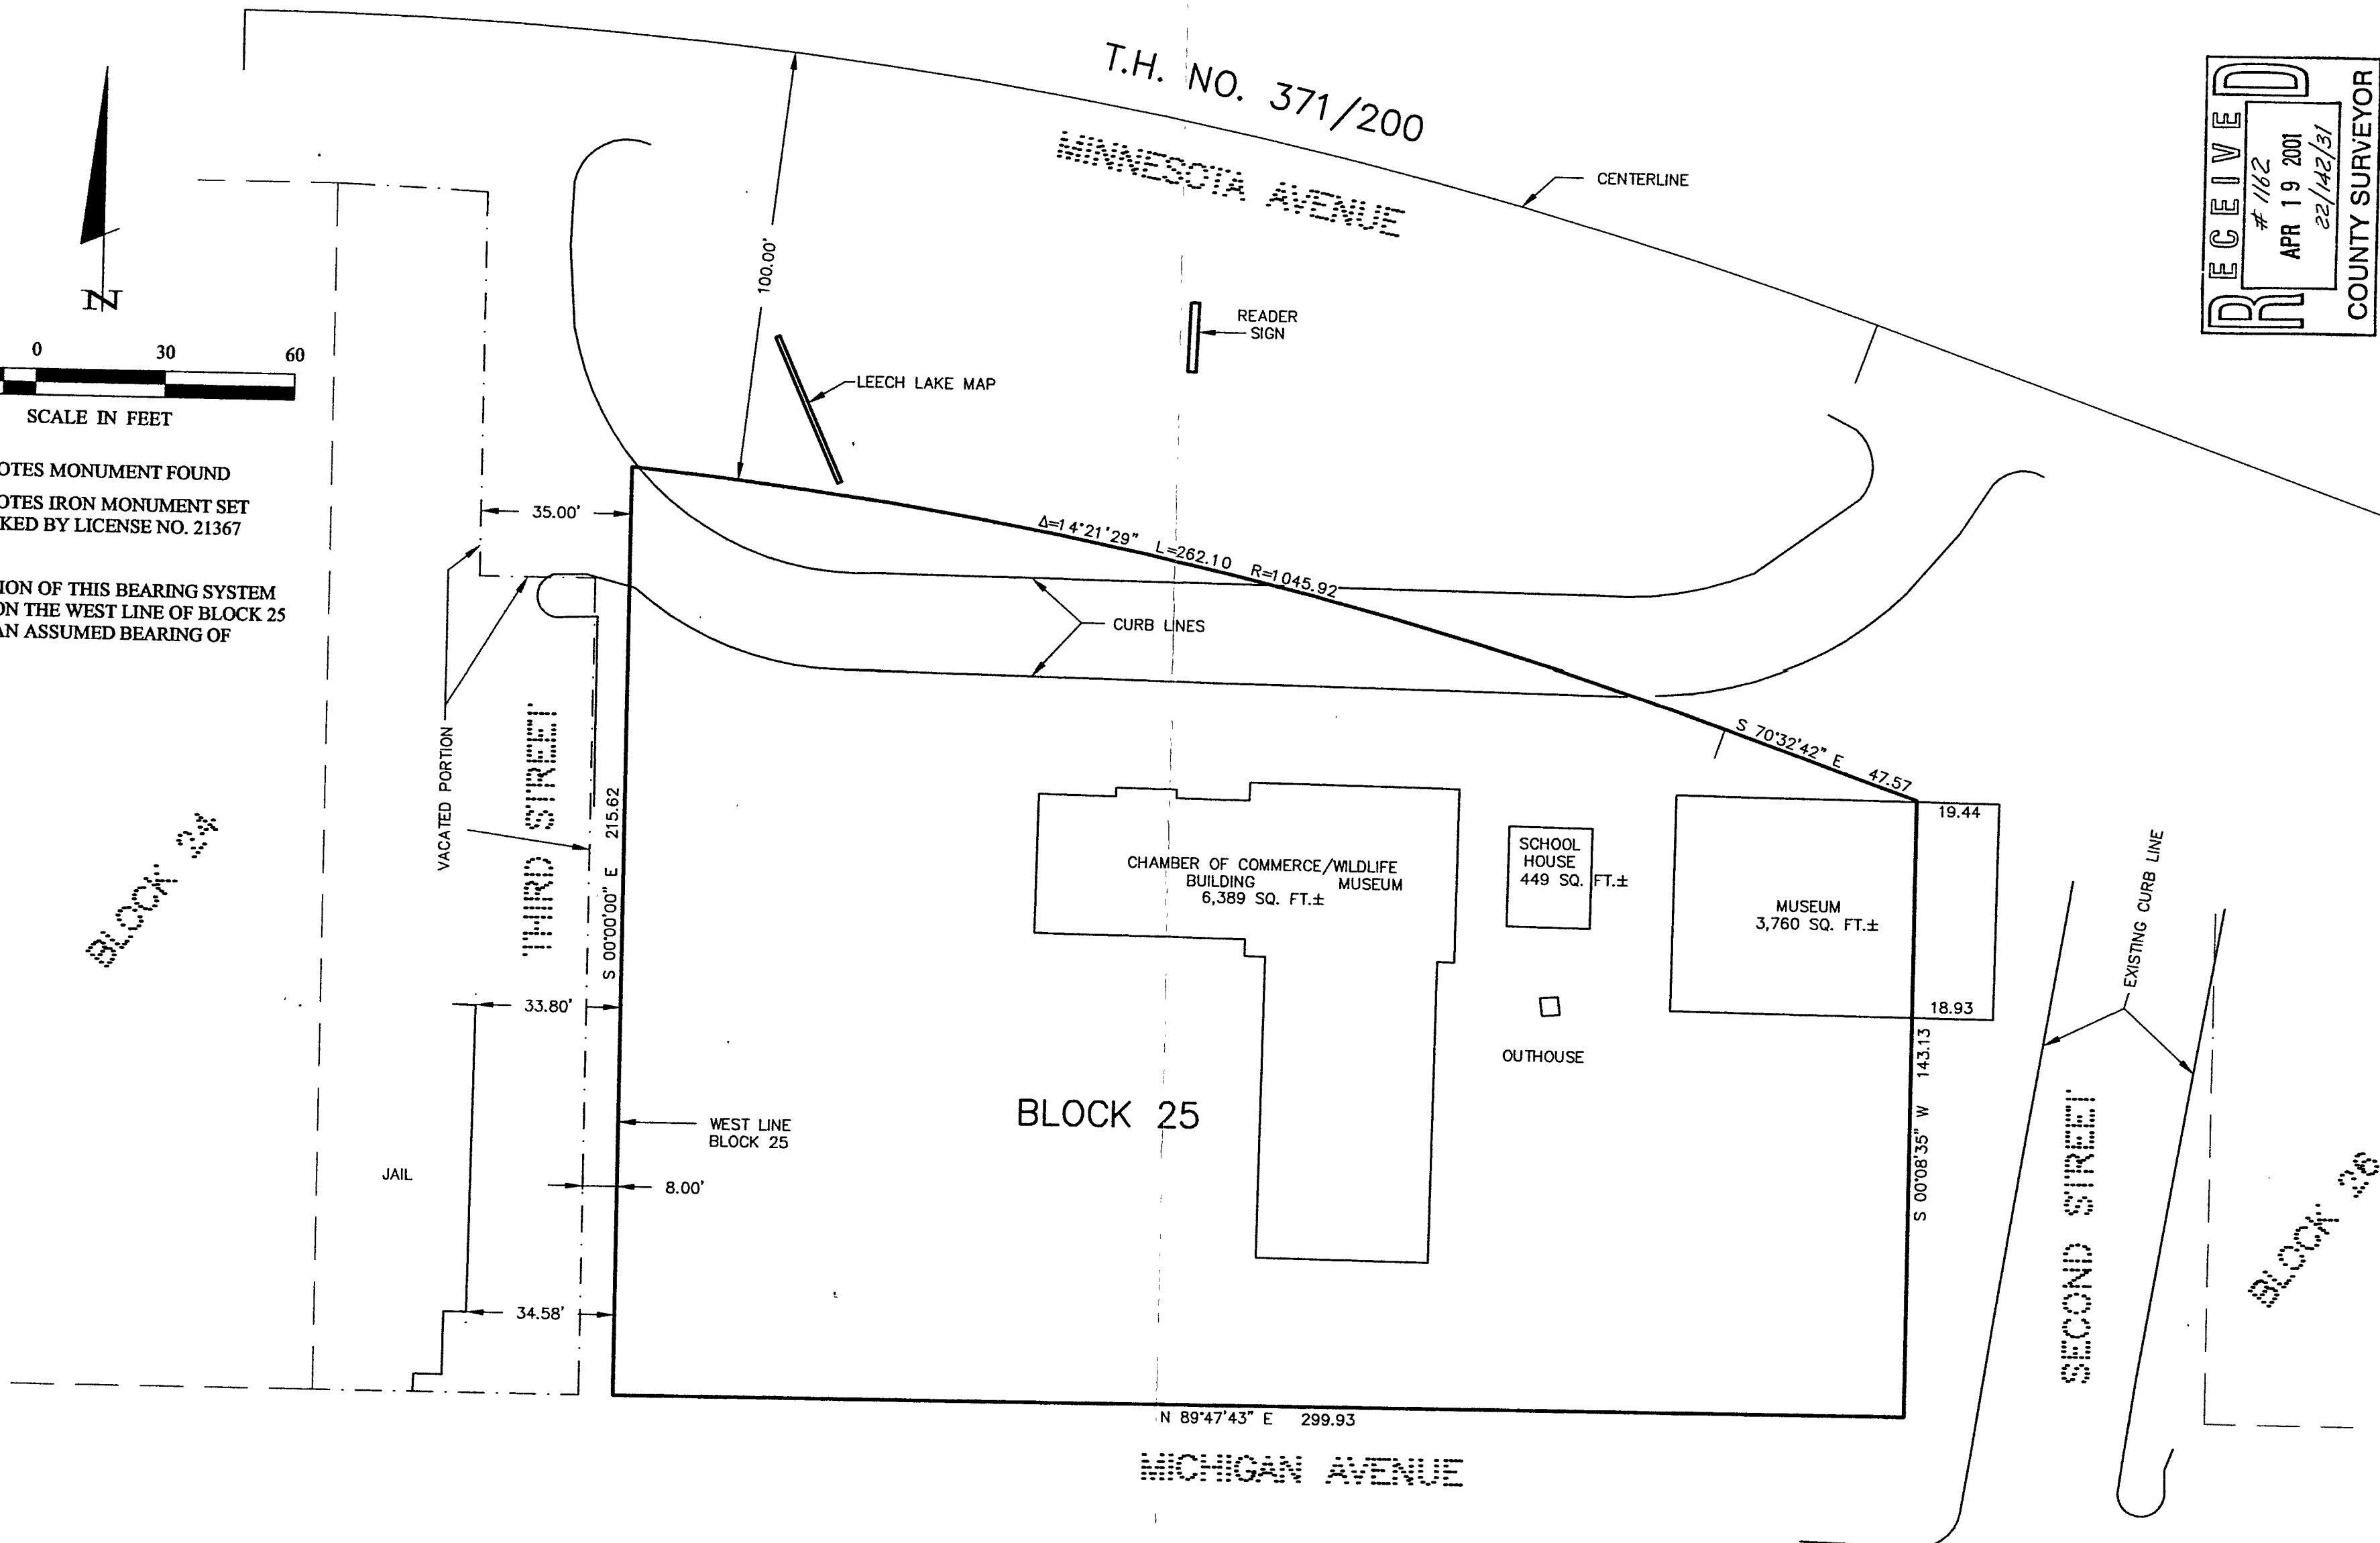 T.H. NO. 371/200
MINNESOTA AVENUE
CENTERLINE
RECEIVED
# 1162
APR 19 2001
22/142/31
COUNTY SURVEYOR
N
0 30 60
SCALE IN FEET
OTES MONUMENT FOUND
OTES IRON MONUMENT SET
KED BY LICENSE NO. 21367
ION OF THIS BEARING SYSTEM
ON THE WEST LINE OF BLOCK 25
AN ASSUMED BEARING OF
100.00'
READER
SIGN
LEECH LAKE MAP
35.00'
Δ=14°21'29" L=262.10 R=1045.92
CURB LINES
VACATED PORTION
THIRD STREET
S 00°00'00" E 215.62
S 70°32'42" E 47.57
19.44
BLOCK 24
CHAMBER OF COMMERCE/WILDLIFE
BUILDING MUSEUM
6,389 SQ. FT.±
SCHOOL
HOUSE
449 SQ. FT.±
MUSEUM
3,760 SQ. FT.±
EXISTING CURB LINE
33.80'
18.93
OUTHOUSE
S 00°08'35" W 143.13
BLOCK 25
WEST LINE
BLOCK 25
JAIL
8.00'
SECOND STREET
BLOCK 36
34.58'
N 89°47'43" E 299.93
MICHIGAN AVENUE